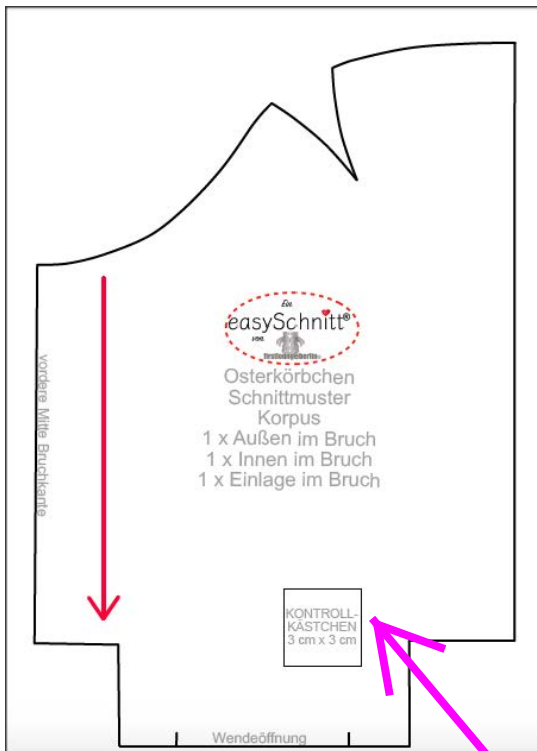 Ein
easySchnitt®
von
Osterkörbchen
Schnittmuster
Korpus
1 x Außen im Bruch
1 x Innen im Bruch
1 x Einlage im Bruch
vordere Mitte Bruchkante
KONTROLL-
KÄSTCHEN
3 cm x 3 cm
Wendeöffnung